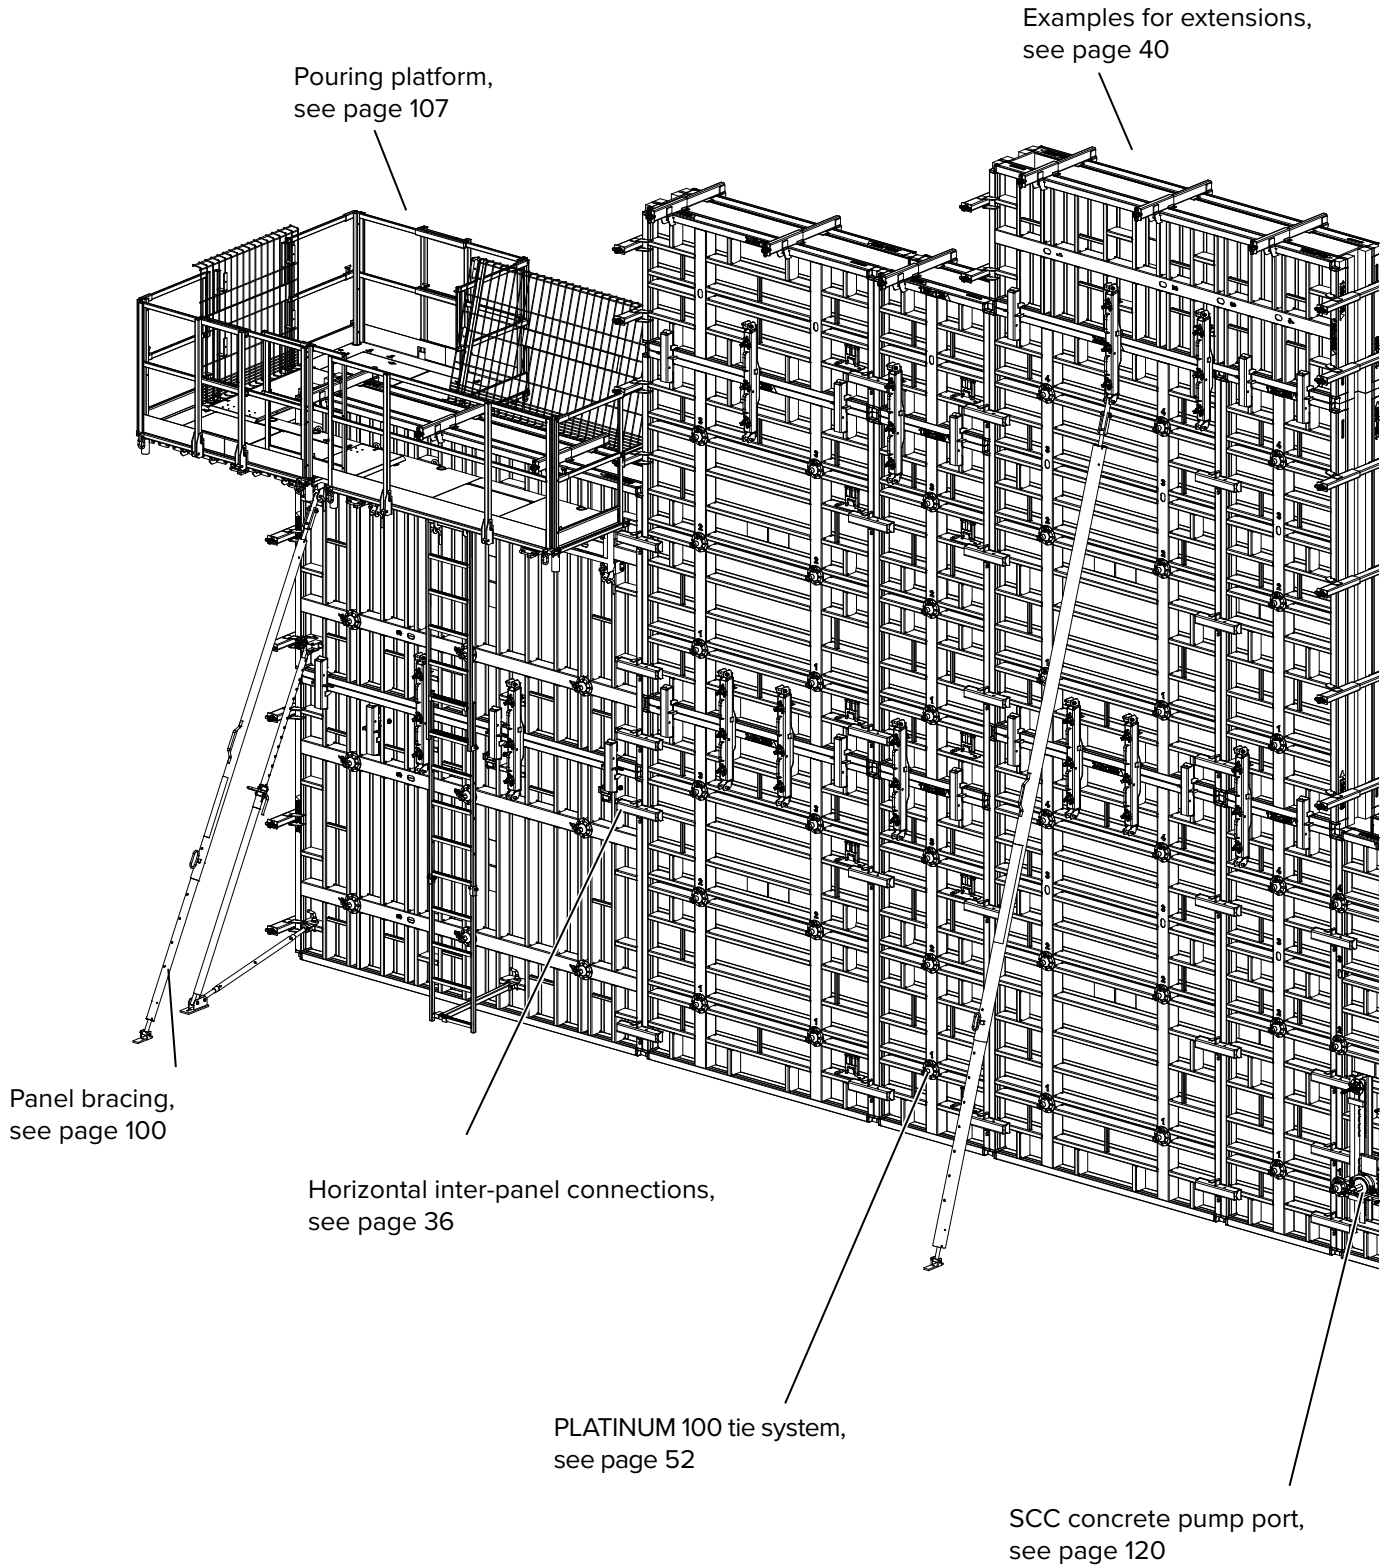 Examples for extensions,
see page 40
Pouring platform,
see page 107
Panel bracing,
see page 100
Horizontal inter-panel connections,
see page 36
PLATINUM 100 tie system,
see page 52
SCC concrete pump port,
see page 120